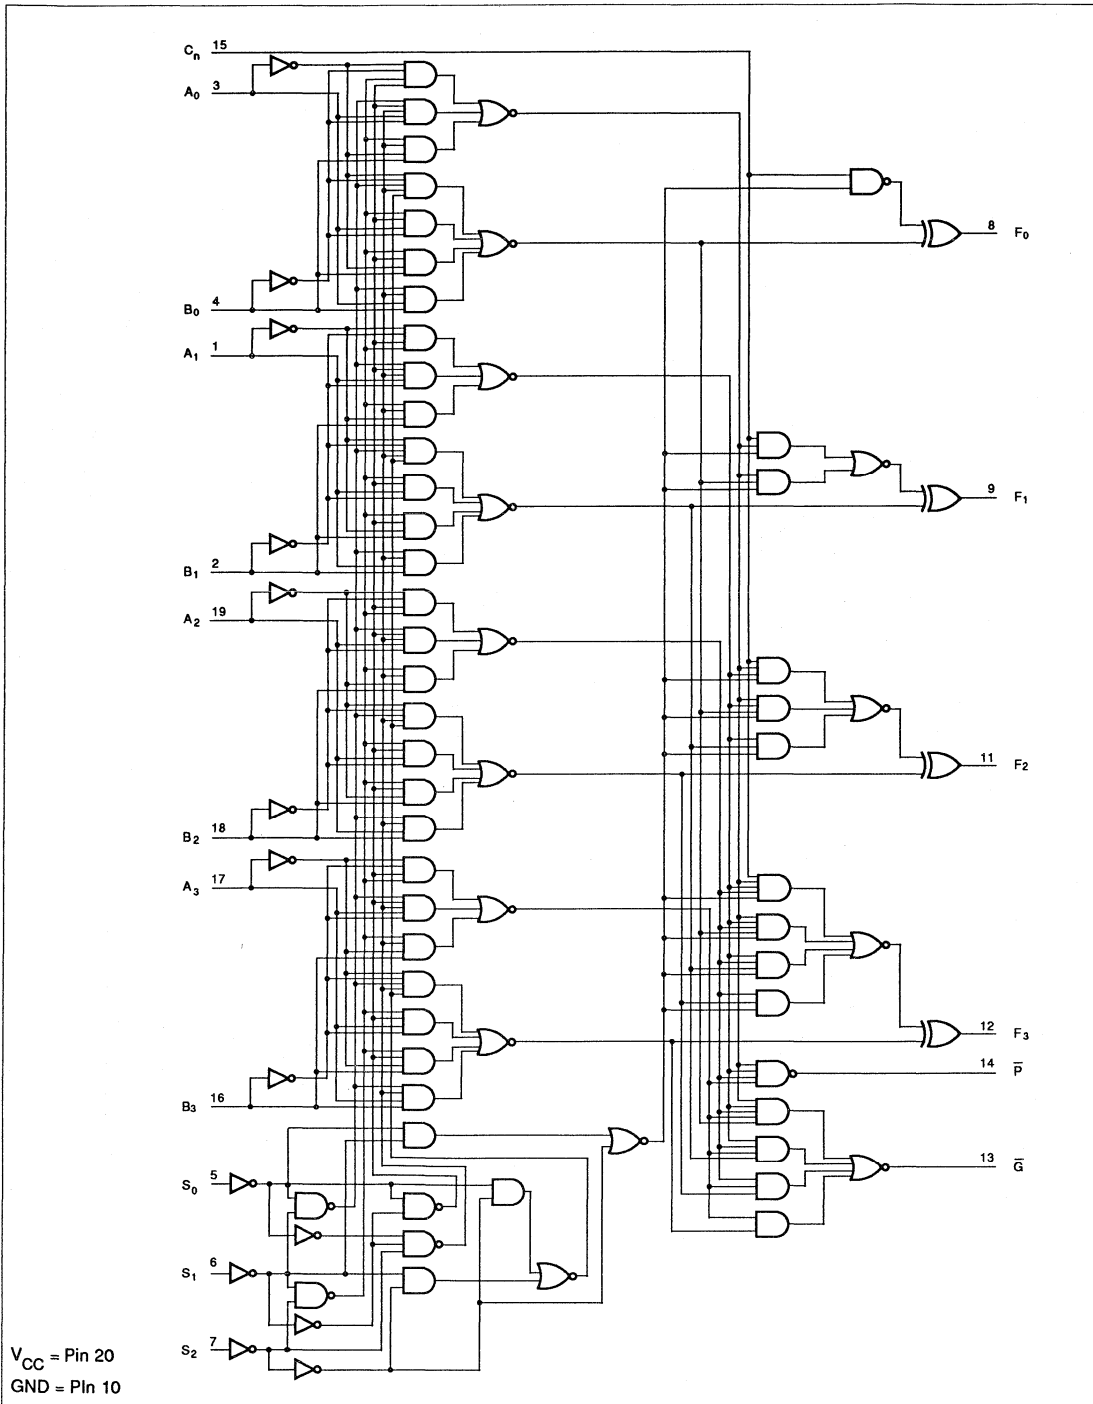 Cn 15
A0 3
B0 4
8 F0
A1 1
9 F1
B1 2
A2 19
11 F2
B2 18
A3 17
12 F3
14 P̅
B3 16
13 G̅
S0 5
S1 6
S2 7
VCC = Pin 20
GND = PIn 10